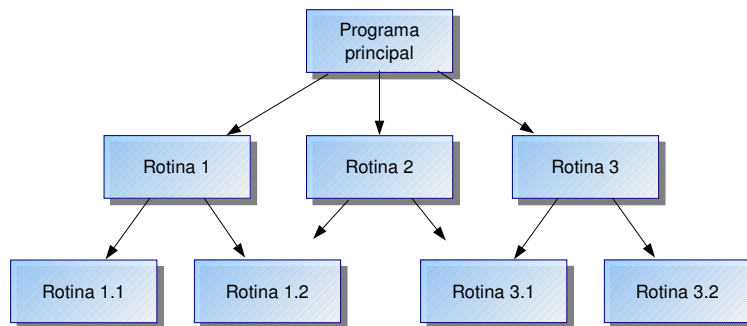 Programa
principal
Rotina 1
Rotina 2
Rotina 3
Rotina 1.1
Rotina 1.2
Rotina 3.1
Rotina 3.2